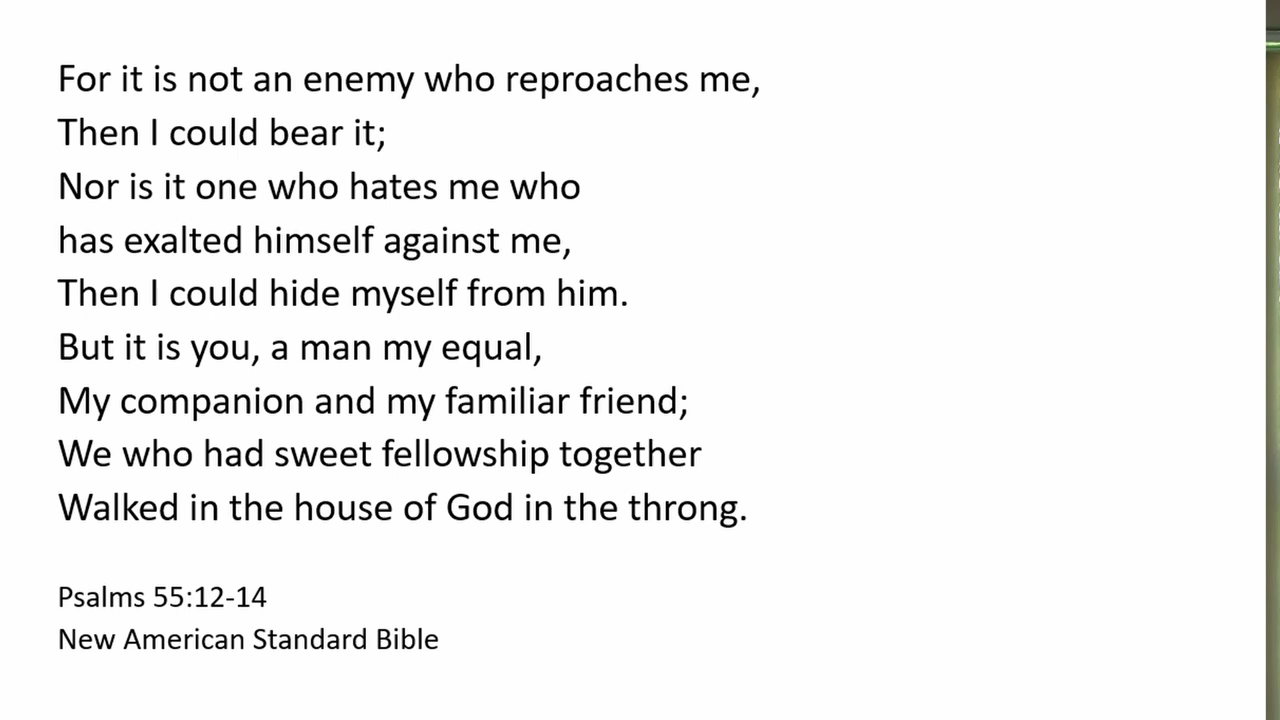 For it is not an enemy who reproaches me,
Then I could bear it;
Nor is it one who hates me who
has exalted himself against me,
Then I could hide myself from him.
But it is you, a man my equal,
My companion and my familiar friend;
We who had sweet fellowship together
Walked in the house of God in the throng.
Psalms 55:12-14
New American Standard Bible